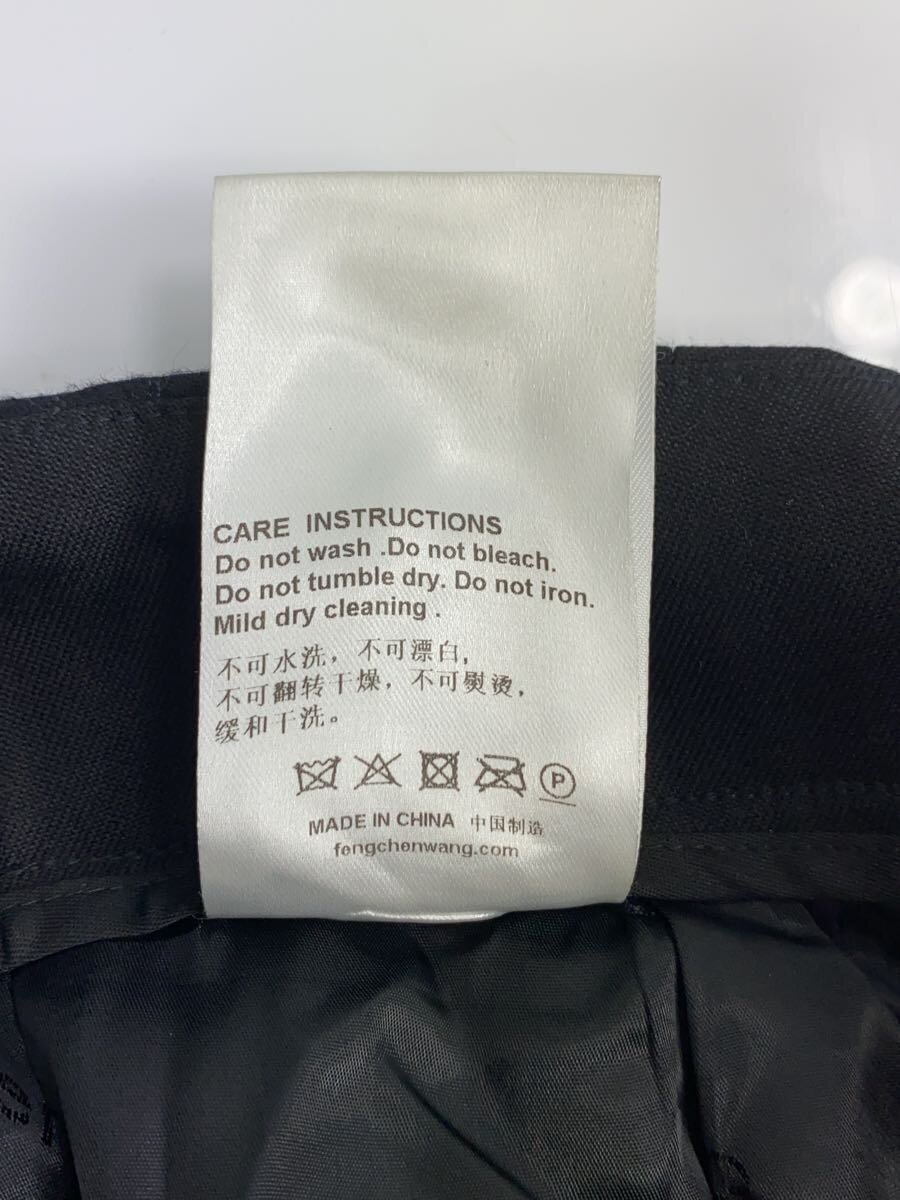 CARE INSTRUCTIONS
Do not wash .Do not bleach.
Do not tumble dry. Do not iron.
Mild dry cleaning .
不可水洗，不可漂白,
不可翻转干燥，不可熨烫,
缓和干洗。
P
MADE IN CHINA 中国制造
fengchenwang.com